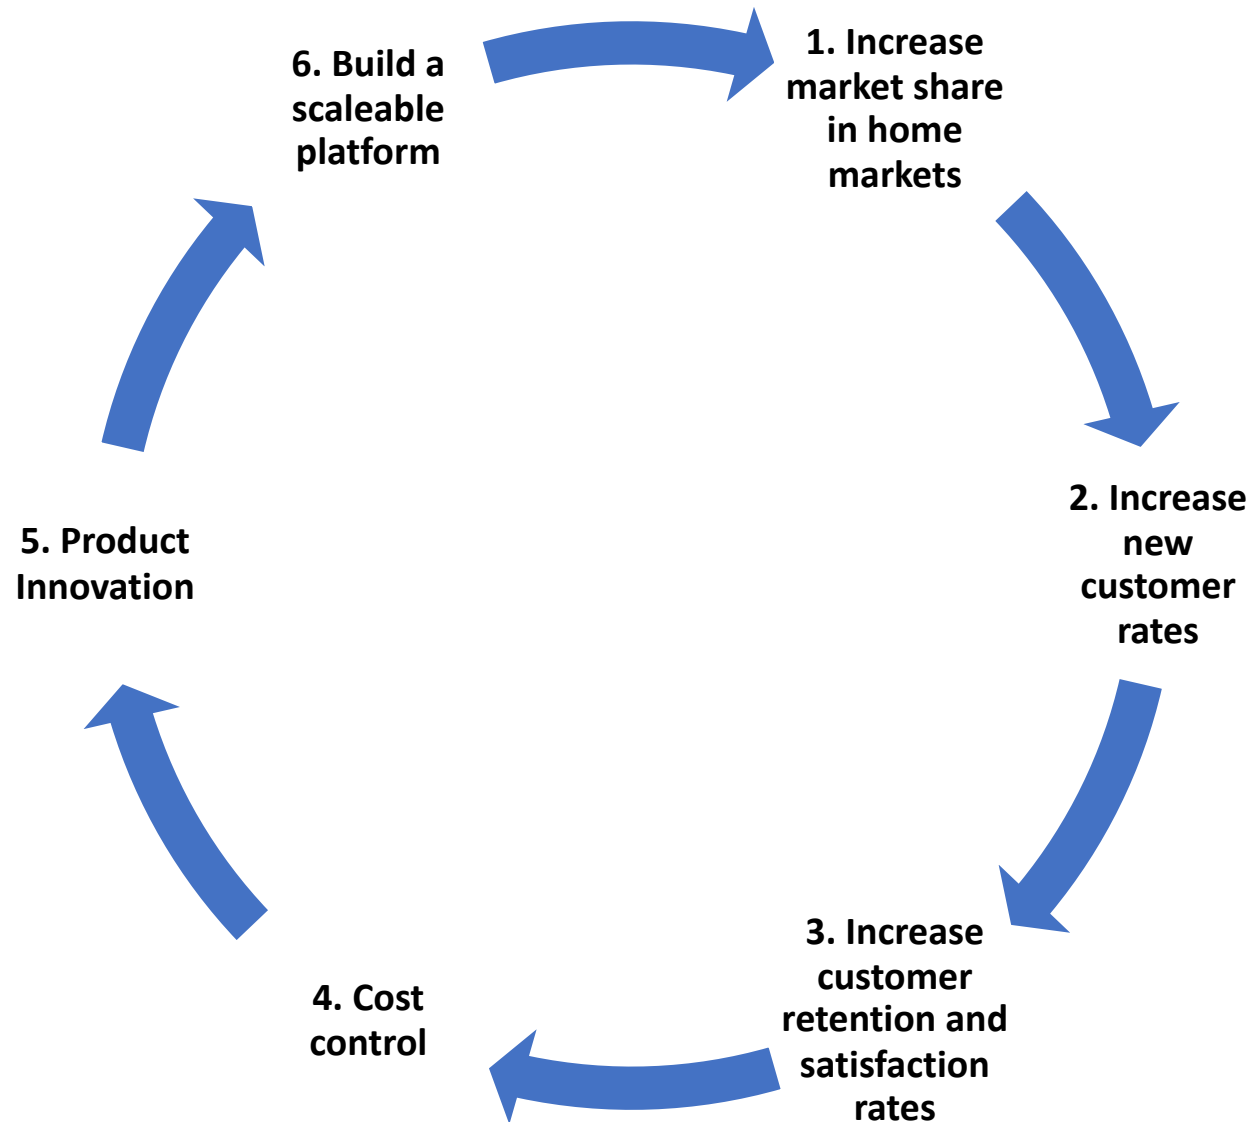 1. Increase
market share
in home
markets
2. Increase
new
customer
rates
3. Increase
customer
retention and
satisfaction
rates
4. Cost
control
5. Product
Innovation
6. Build a
scaleable
platform